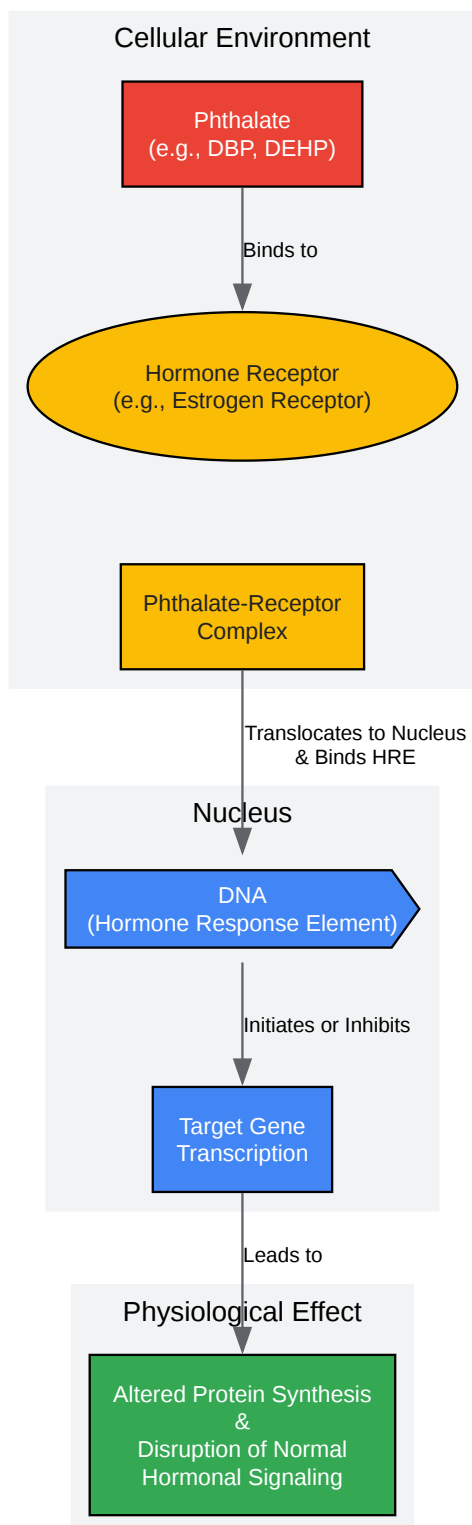 Cellular Environment
Phthalate
(e.g., DBP, DEHP)
Binds to
Hormone Receptor
(e.g., Estrogen Receptor)
Phthalate-Receptor
Complex
Translocates to Nucleus
& Binds HRE
Nucleus
DNA
(Hormone Response Element)
Initiates or Inhibits
Target Gene
Transcription
Leads to
Physiological Effect
Altered Protein Synthesis
&
Disruption of Normal
Hormonal Signaling